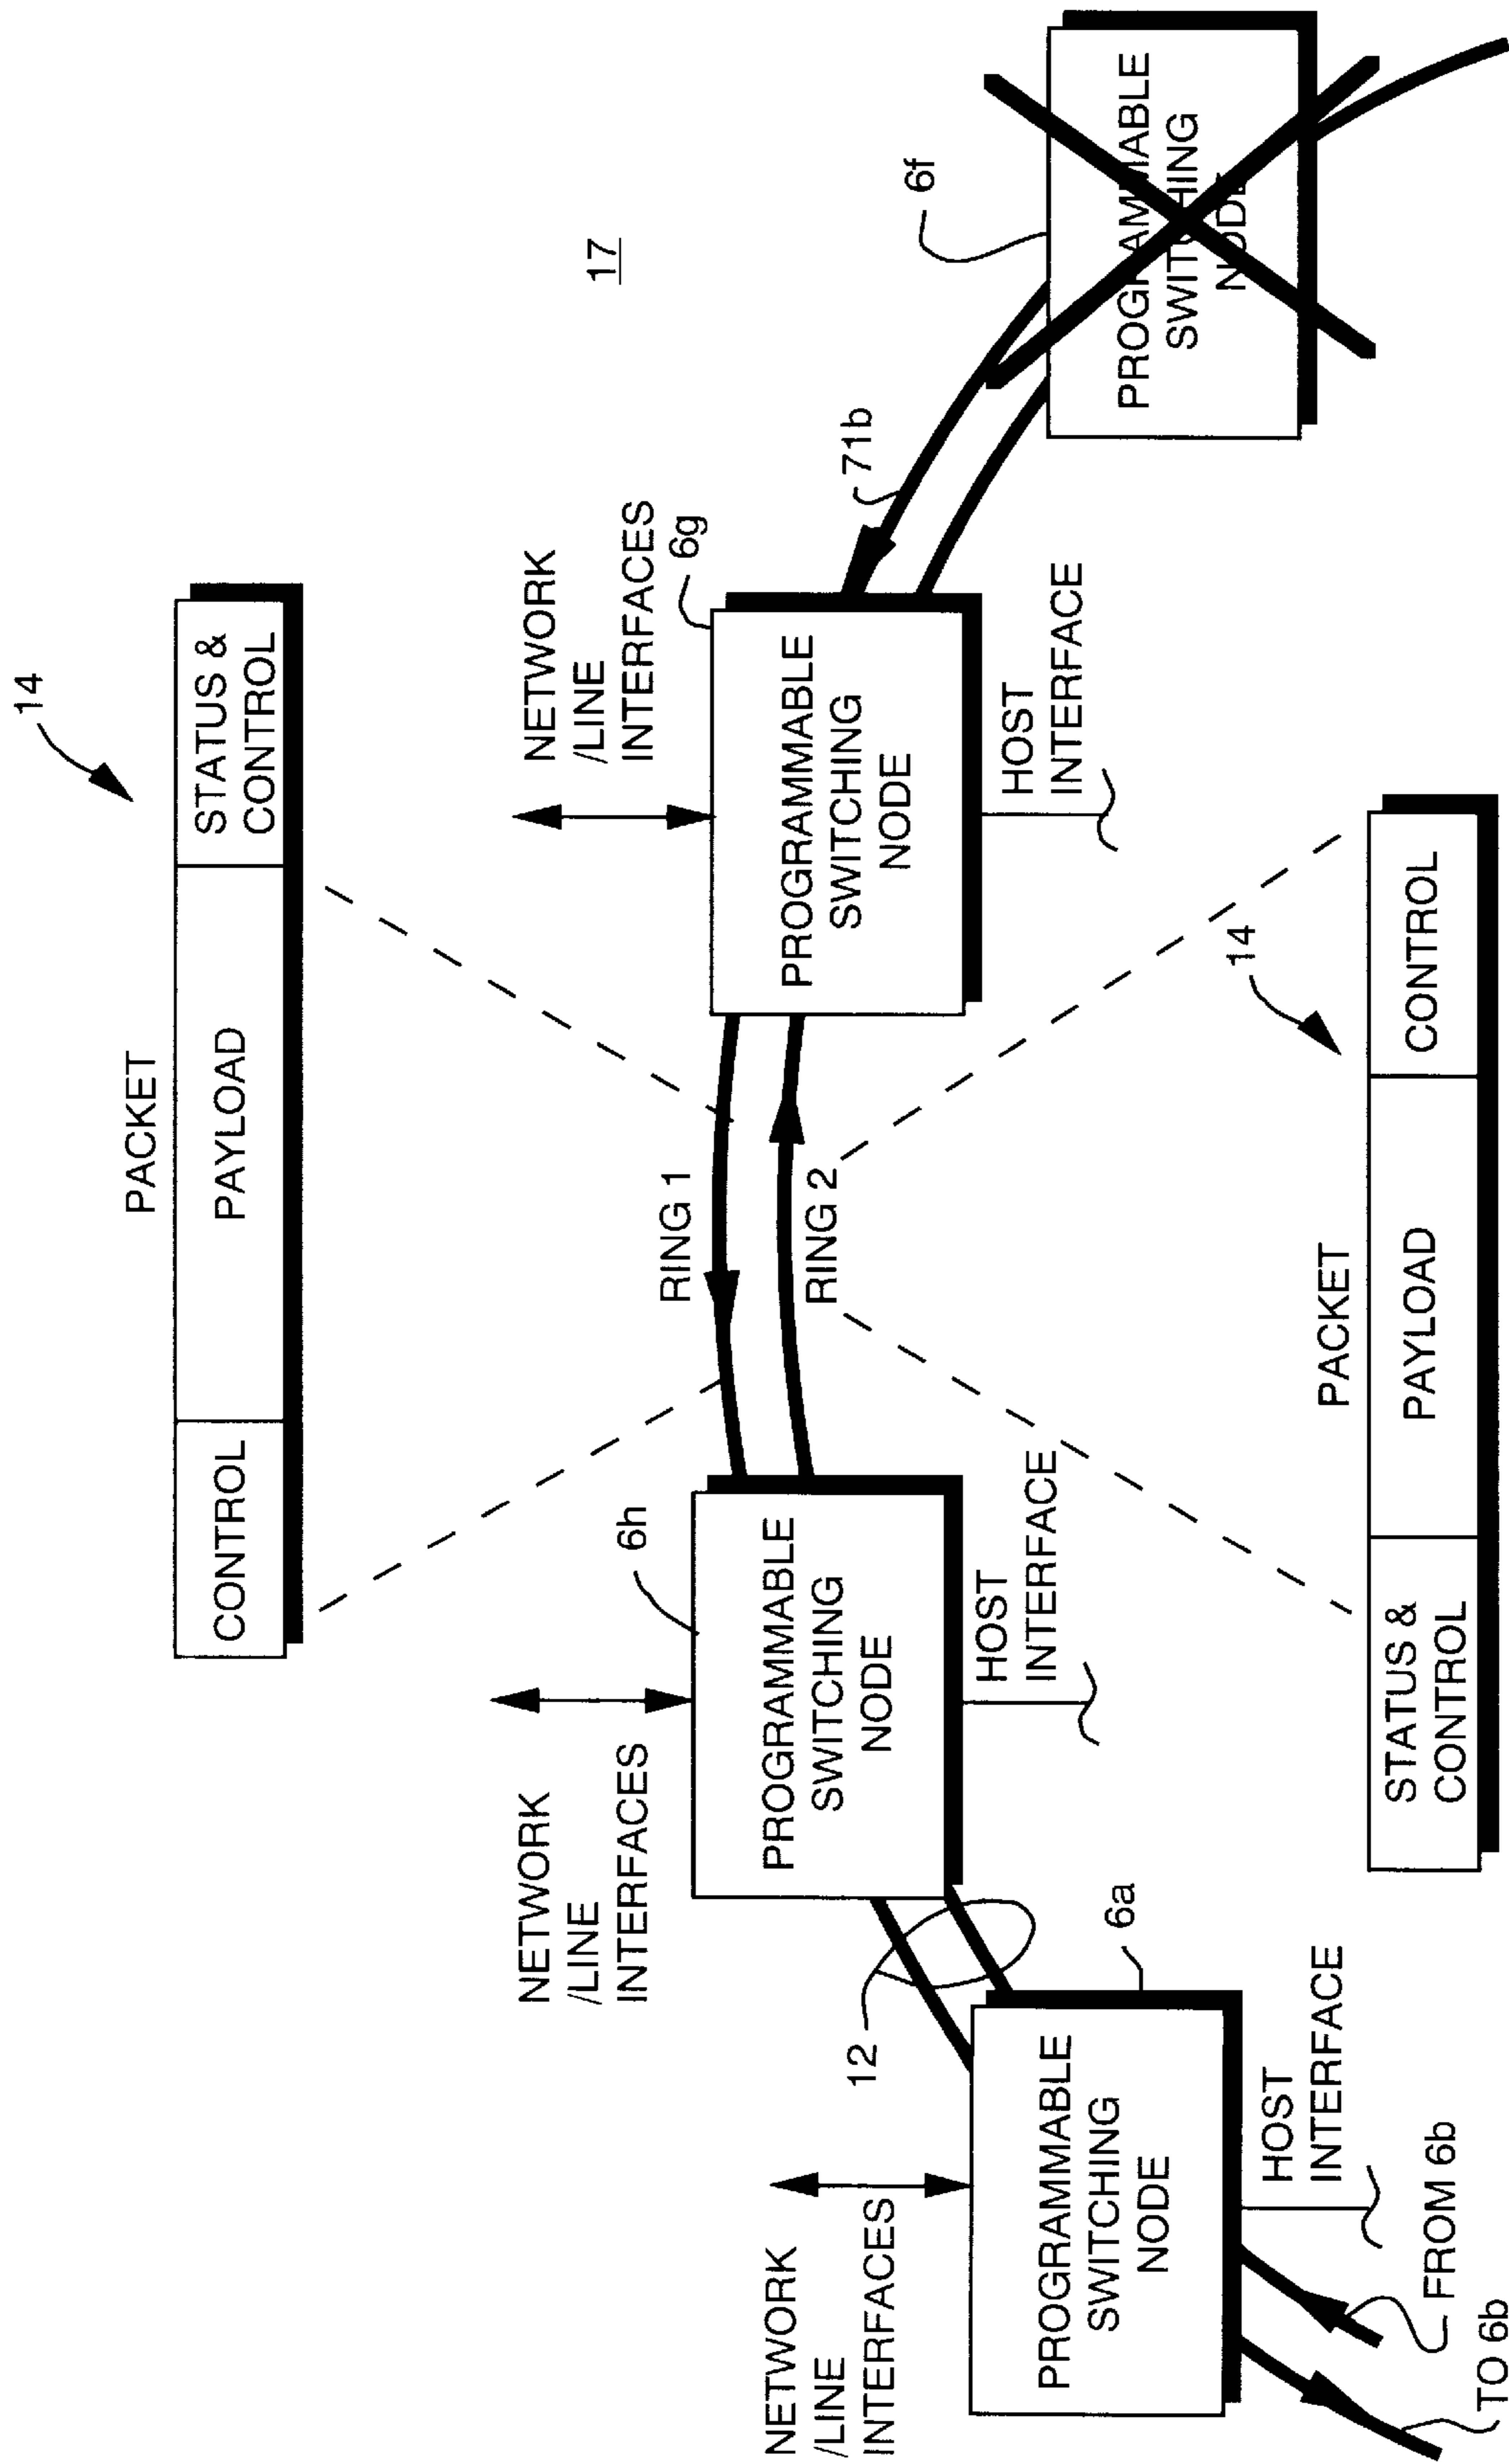 14
PACKET
CONTROL
PAYLOAD
STATUS &
CONTROL
17
NETWORK
/LINE
INTERFACES
6g
PROGRAMMABLE
SWITCHING
NODE
HOST
INTERFACE
71b
6f
PROGRAMMABLE
SWITCHING
NODE
RING 1
RING 2
NETWORK
/LINE
INTERFACES
6h
PROGRAMMABLE
SWITCHING
NODE
HOST
INTERFACE
12
NETWORK
/LINE
INTERFACES
6a
PROGRAMMABLE
SWITCHING
NODE
HOST
INTERFACE
FROM 6b
TO 6b
14
PACKET
STATUS &
CONTROL
PAYLOAD
CONTROL